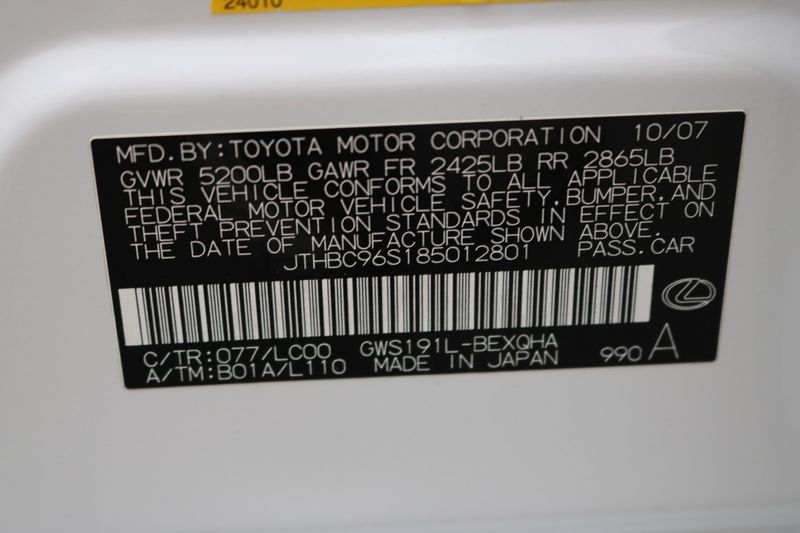 24010
MFD.BY:TOYOTA MOTOR CORPORATION 10/07
GVWR 5200LB GAWR FR 2425LB RR 2865LB
THIS VEHICLE CONFORMS TO ALL APPLICABLE
FEDERAL MOTOR VEHICLE SAFETY,BUMPER,AND
THEFT PREVENTION STANDARDS IN EFFECT ON
THE DATE OF MANUFACTURE SHOWN ABOVE.
JTHBC96S185012801 PASS.CAR
C/TR:077/LC00 GWS191L-BEXQHA
A/TM:B01A/L110 MADE IN JAPAN 990 A